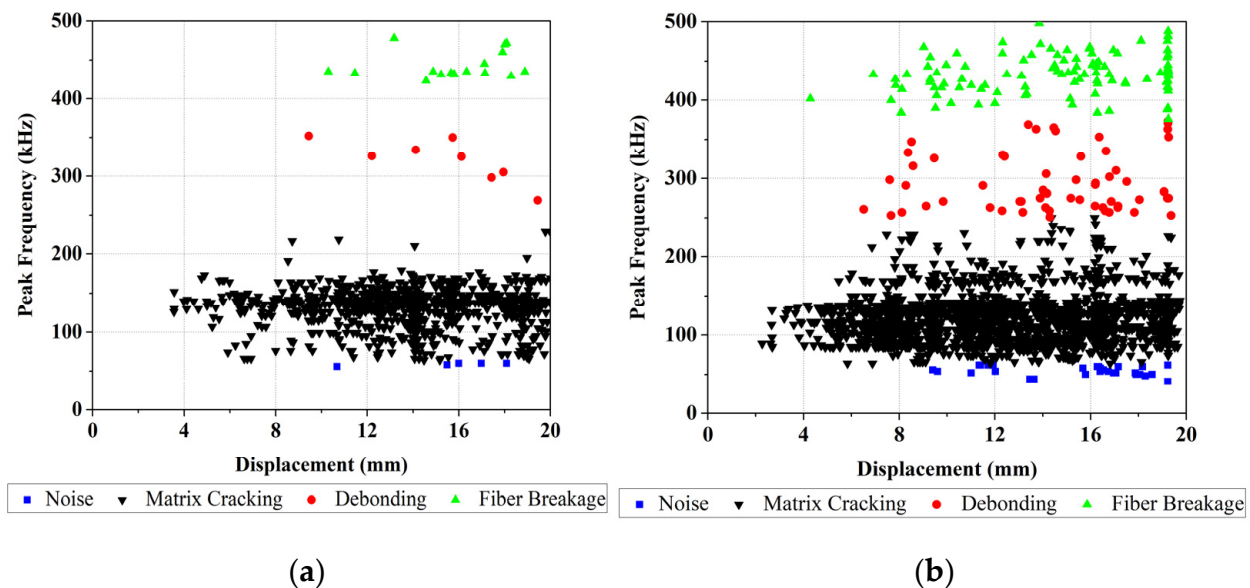 (a)
500
400
300
200
100
0
Peak Frequency (kHz)
0 4 8 12 16 20
Displacement (mm)
Noise Matrix Cracking Debonding Fiber Breakage
(a)
(b)
500
400
300
200
100
0
Peak Frequency (kHz)
0 4 8 12 16 20
Displacement (mm)
Noise Matrix Cracking Debonding Fiber Breakage
(b)